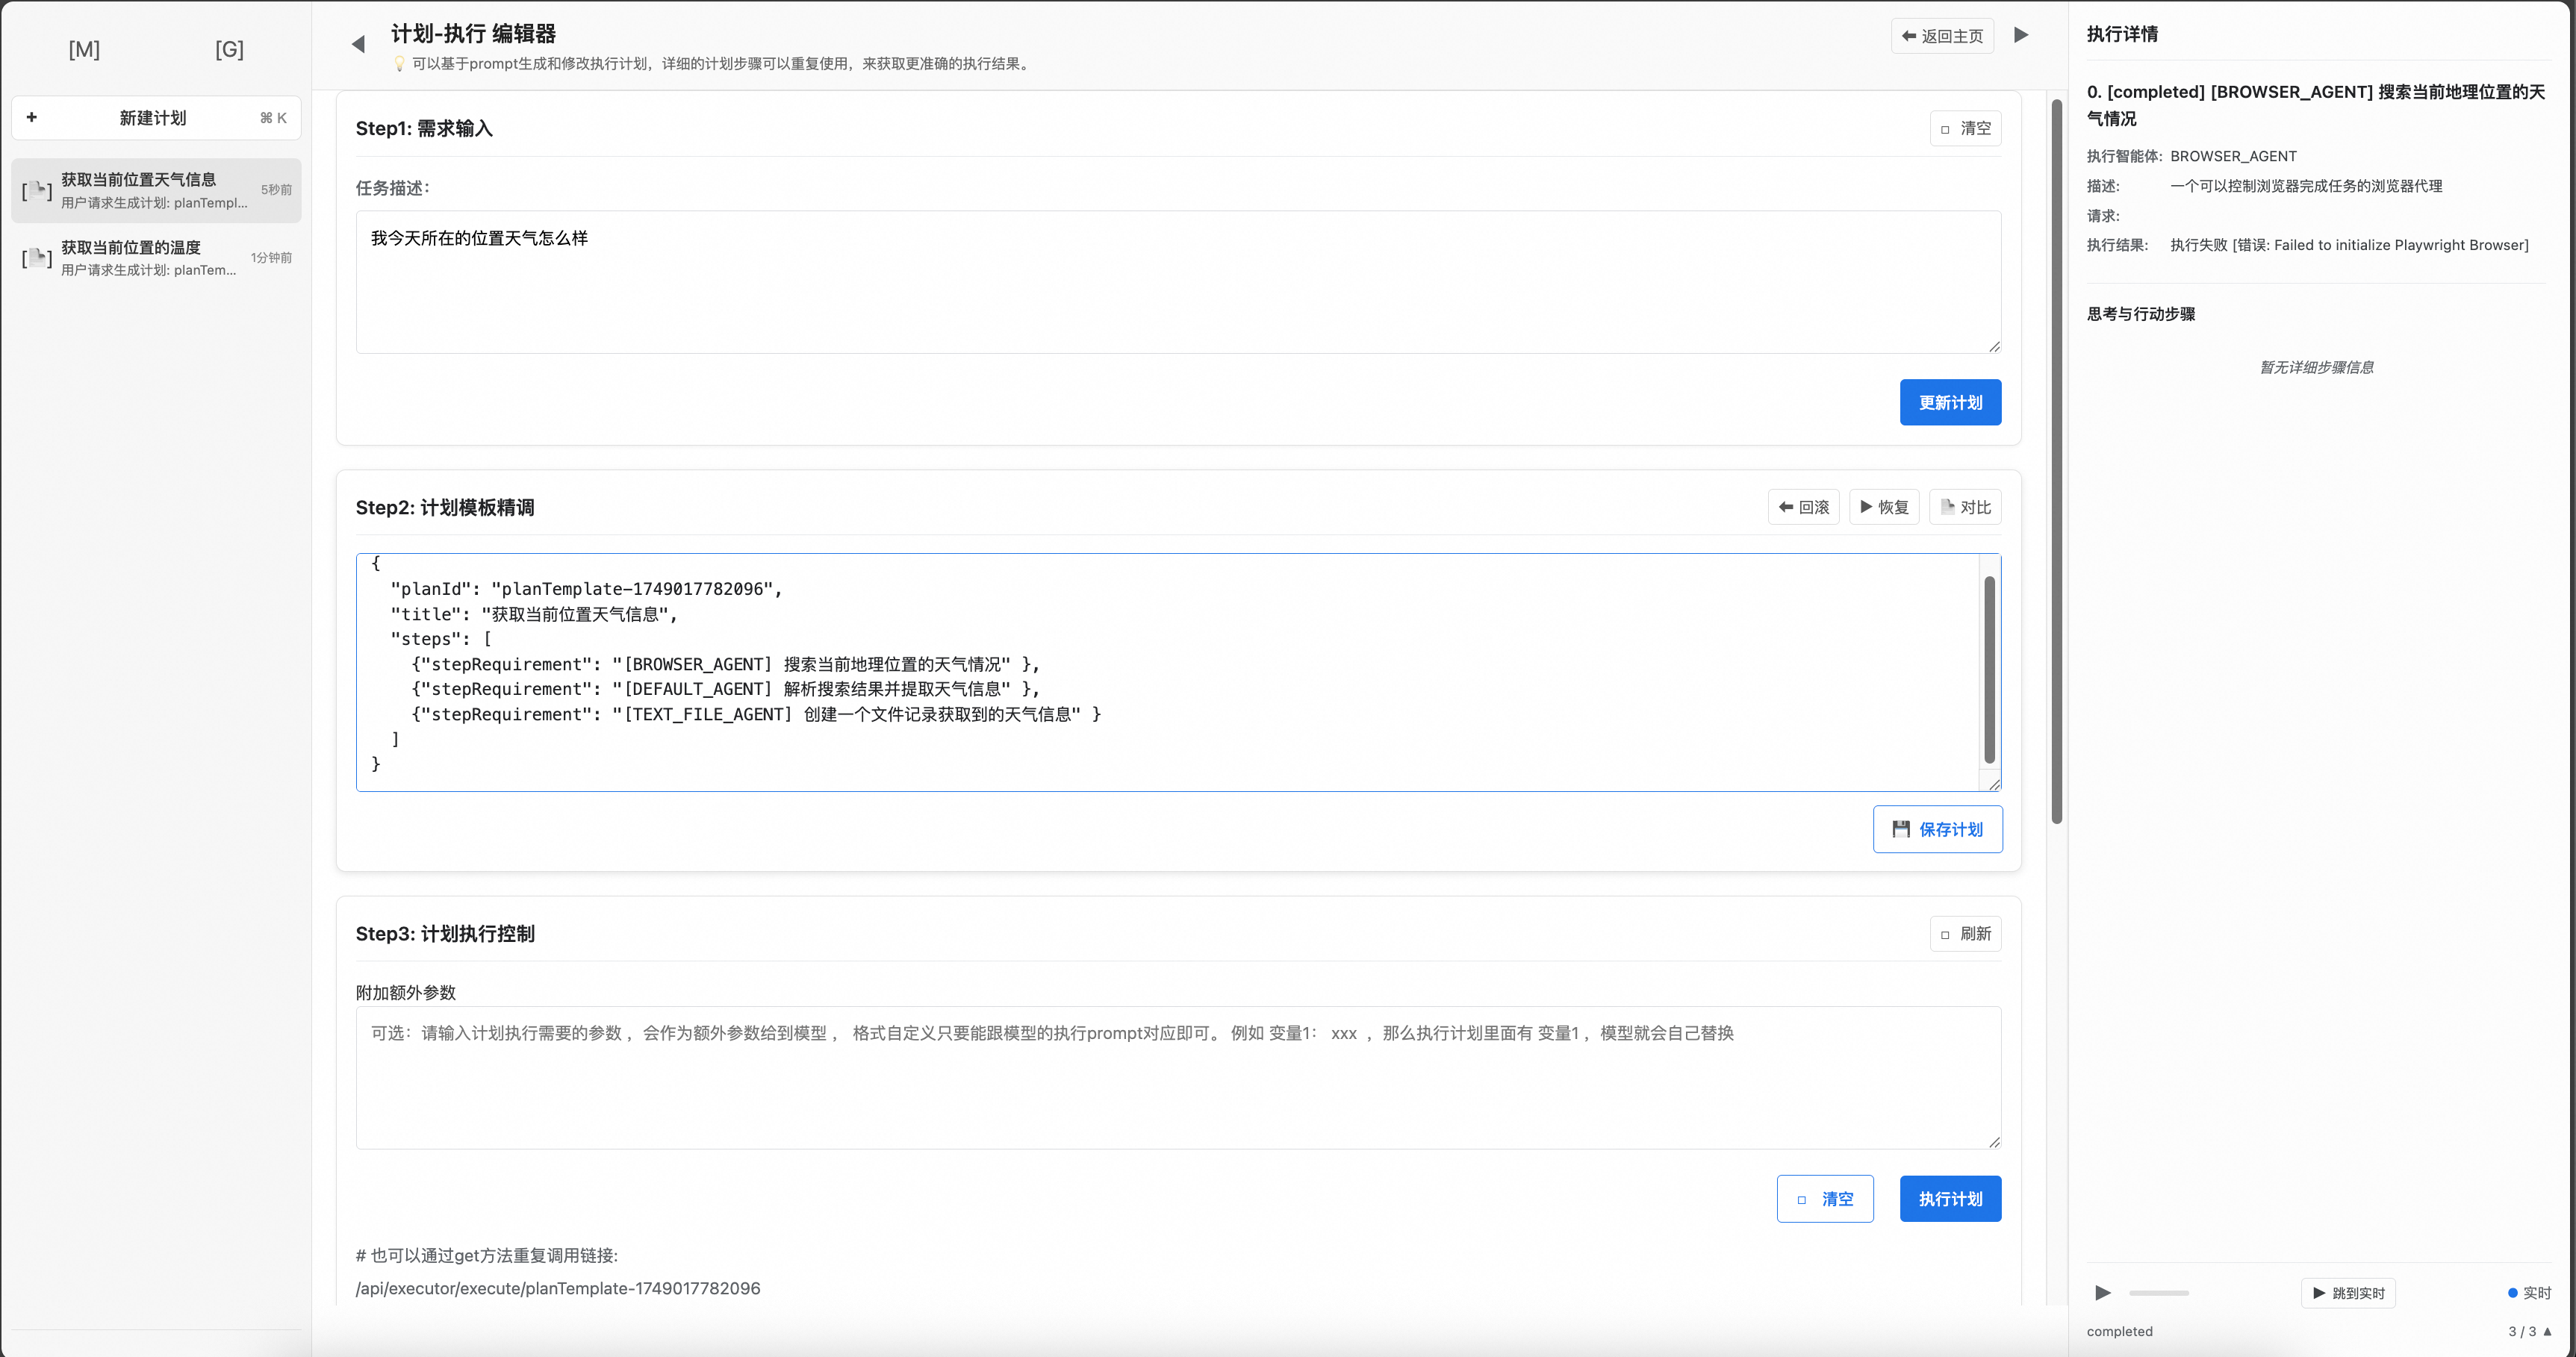 [M]
[G]
+ 新建计划 ⌘ K
获取当前位置天气信息
用户请求生成计划: planTempl...
5秒前
获取当前位置的温度
用户请求生成计划: planTem...
1分钟前
计划-执行 编辑器
💡 可以基于prompt生成和修改执行计划，详细的计划步骤可以重复使用，来获取更准确的执行结果。
返回主页
Step1: 需求输入
清空
任务描述:
我今天所在的位置天气怎么样
更新计划
Step2: 计划模板精调
回滚
恢复
对比
{
"planId": "planTemplate-1749017782096",
"title": "获取当前位置天气信息",
"steps": [
{"stepRequirement": "[BROWSER_AGENT] 搜索当前地理位置的天气情况" },
{"stepRequirement": "[DEFAULT_AGENT] 解析搜索结果并提取天气信息" },
{"stepRequirement": "[TEXT_FILE_AGENT] 创建一个文件记录获取到的天气信息" }
]
}
保存计划
Step3: 计划执行控制
刷新
附加额外参数
可选：请输入计划执行需要的参数 ，会作为额外参数给到模型 ， 格式自定义只要能跟模型的执行prompt对应即可。 例如 变量1： xxx ，那么执行计划里面有 变量1 ，模型就会自己替换
清空
执行计划
# 也可以通过get方法重复调用链接:
/api/executor/execute/planTemplate-1749017782096
执行详情
0. [completed] [BROWSER_AGENT] 搜索当前地理位置的天
气情况
执行智能体: BROWSER_AGENT
描述: 一个可以控制浏览器完成任务的浏览器代理
请求:
执行结果: 执行失败 [错误: Failed to initialize Playwright Browser]
思考与行动步骤
暂无详细步骤信息
跳到实时
实时
completed
3 / 3 ▲